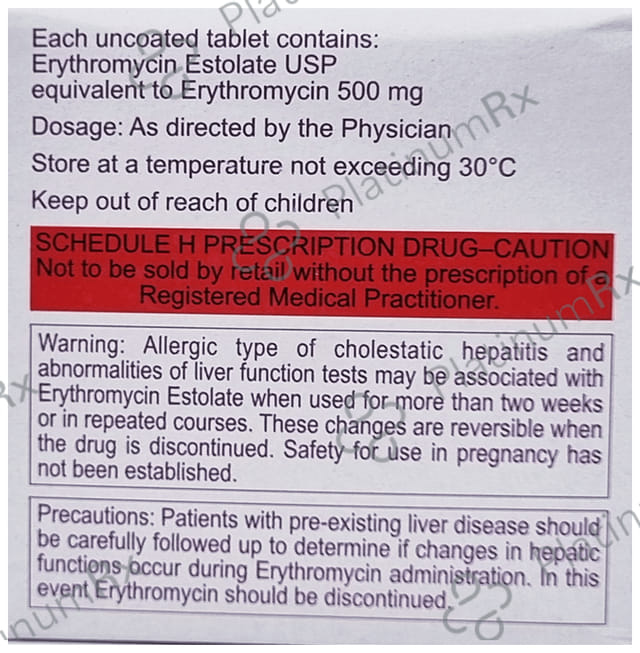 Each uncoated tablet contains:
Erythromycin Estolate USP
equivalent to Erythromycin 500 mg
Dosage: As directed by the Physician
Store at a temperature not exceeding 30°C
Keep out of reach of children
SCHEDULE H PRESCRIPTION DRUG–CAUTION
Not to be sold by retail without the prescription of a
Registered Medical Practitioner.
Warning: Allergic type of cholestatic hepatitis and
abnormalities of liver function tests may be associated with
Erythromycin Estolate when used for more than two weeks
or in repeated courses. These changes are reversible when
the drug is discontinued. Safety for use in pregnancy has
not been established.
Precautions: Patients with pre-existing liver disease should
be carefully followed up to determine if changes in hepatic
functions occur during Erythromycin administration. In this
event Erythromycin should be discontinued.
PlatinumRx
PlatinumRx